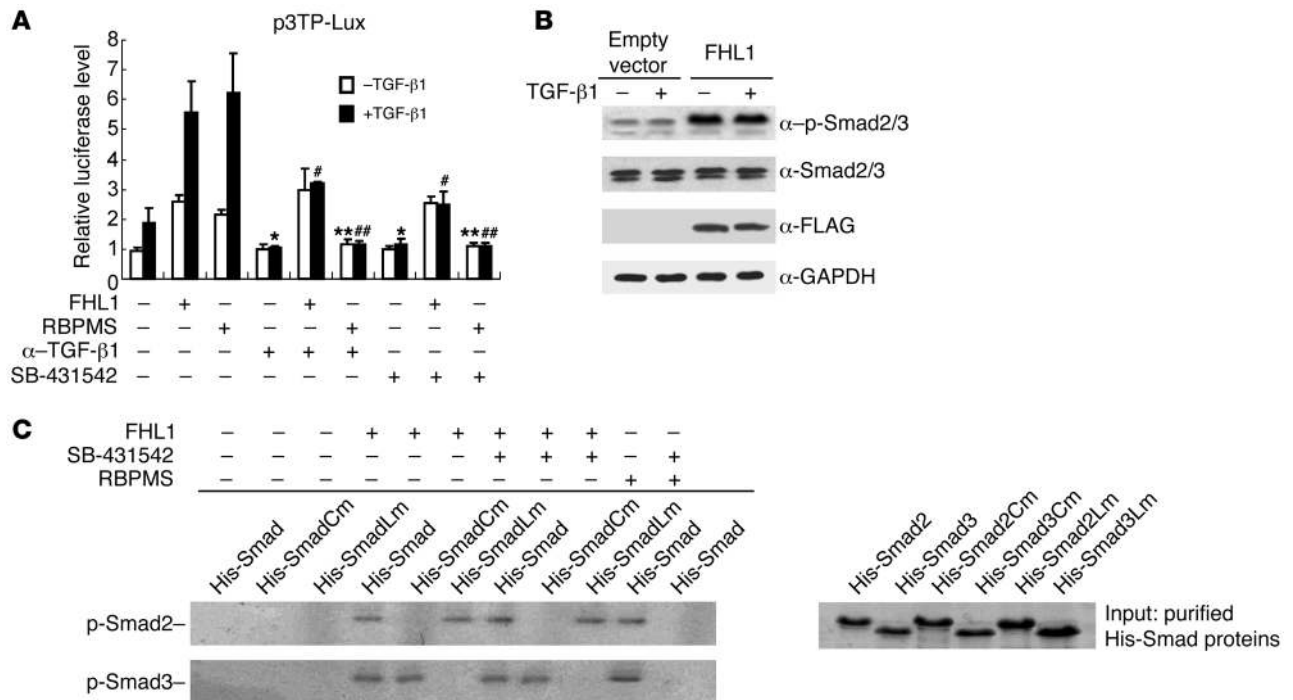 A
p3TP-Lux
Relative luciferase level
8
7
6
5
4
3
2
1
0
–TGF-β1
+TGF-β1
* # ** ## * # ** ##
FHL1 – + – – + – – + –
RBPMS – – + – – + – – +
α–TGF-β1 – – – + + + – – –
SB-431542 – – – – – – + + +
B
Empty vector FHL1
TGF-β1 – + – +
α–p-Smad2/3
α-Smad2/3
α-FLAG
α-GAPDH
C
FHL1 – – – + + + + + + – –
SB-431542 – – – – – – + + + – +
RBPMS – – – – – – – – – + +
His-Smad His-SmadCm His-SmadLm His-Smad His-SmadCm His-SmadLm His-Smad His-SmadCm His-SmadLm His-Smad His-Smad
p-Smad2–
p-Smad3–
His-Smad2 His-Smad3 His-Smad2Cm His-Smad3Cm His-Smad2Lm His-Smad3Lm
Input: purified
His-Smad proteins